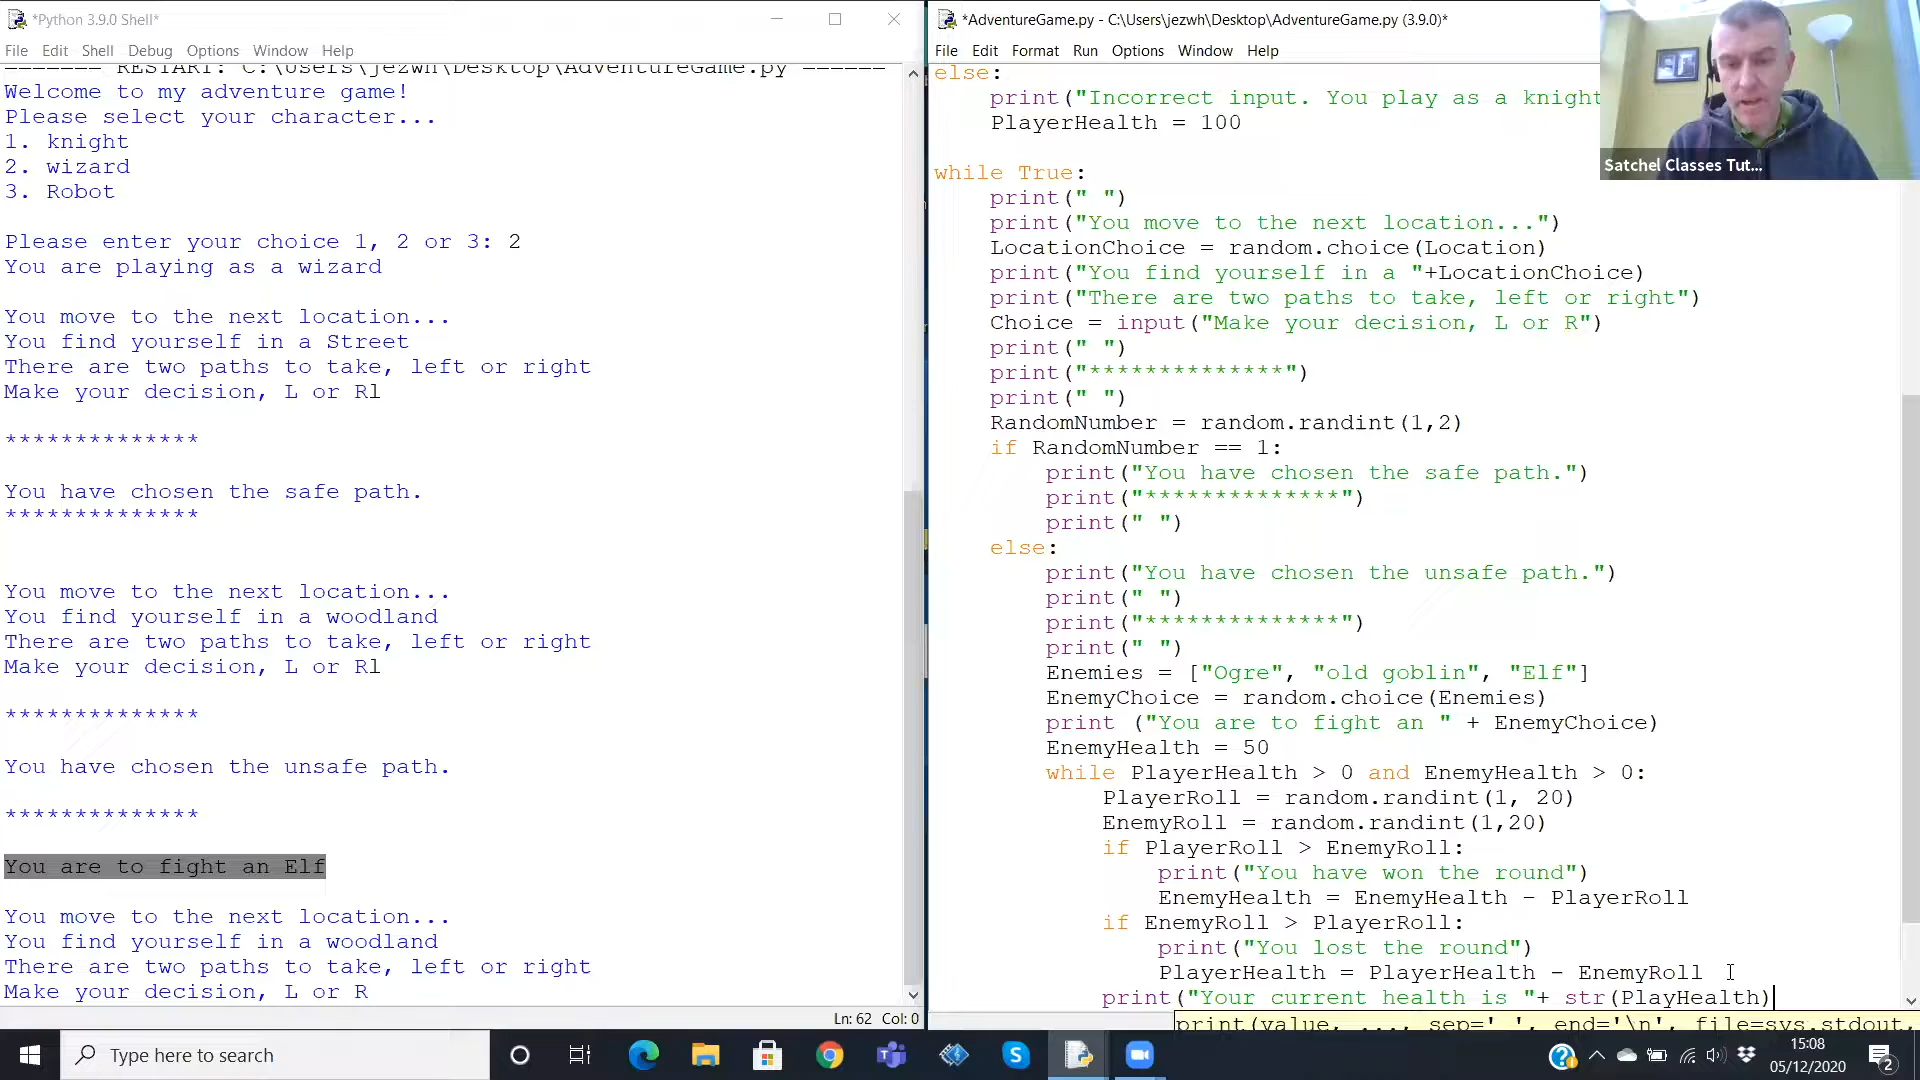 *Python 3.9.0 Shell*
File Edit Shell Debug Options Window Help
======= RESTART: C:\Users\jezwh\Desktop\AdventureGame.py ======
Welcome to my adventure game!
Please select your character...
1. knight
2. wizard
3. Robot
Please enter your choice 1, 2 or 3: 2
You are playing as a wizard
You move to the next location...
You find yourself in a Street
There are two paths to take, left or right
Make your decision, L or Rl
**************
You have chosen the safe path.
**************
You move to the next location...
You find yourself in a woodland
There are two paths to take, left or right
Make your decision, L or Rl
**************
You have chosen the unsafe path.
**************
You are to fight an Elf
You move to the next location...
You find yourself in a woodland
There are two paths to take, left or right
Make your decision, L or R
Ln: 62 Col: 0
*AdventureGame.py - C:\Users\jezwh\Desktop\AdventureGame.py (3.9.0)*
File Edit Format Run Options Window Help
else:
print("Incorrect input. You play as a knight
PlayerHealth = 100
while True:
print(" ")
print("You move to the next location...")
LocationChoice = random.choice(Location)
print("You find yourself in a "+LocationChoice)
print("There are two paths to take, left or right")
Choice = input("Make your decision, L or R")
print(" ")
print("**************")
print(" ")
RandomNumber = random.randint(1,2)
if RandomNumber == 1:
print("You have chosen the safe path.")
print("**************")
print(" ")
else:
print("You have chosen the unsafe path.")
print(" ")
print("**************")
print(" ")
Enemies = ["Ogre", "old goblin", "Elf"]
EnemyChoice = random.choice(Enemies)
print ("You are to fight an " + EnemyChoice)
EnemyHealth = 50
while PlayerHealth > 0 and EnemyHealth > 0:
PlayerRoll = random.randint(1, 20)
EnemyRoll = random.randint(1,20)
if PlayerRoll > EnemyRoll:
print("You have won the round")
EnemyHealth = EnemyHealth - PlayerRoll
if EnemyRoll > PlayerRoll:
print("You lost the round")
PlayerHealth = PlayerHealth - EnemyRoll
print("Your current health is "+ str(PlayHealth)
print(value, ..., sep=' ', end='\n', file=sys.stdout,
Satchel Classes Tut...
Type here to search
15:08
05/12/2020
2